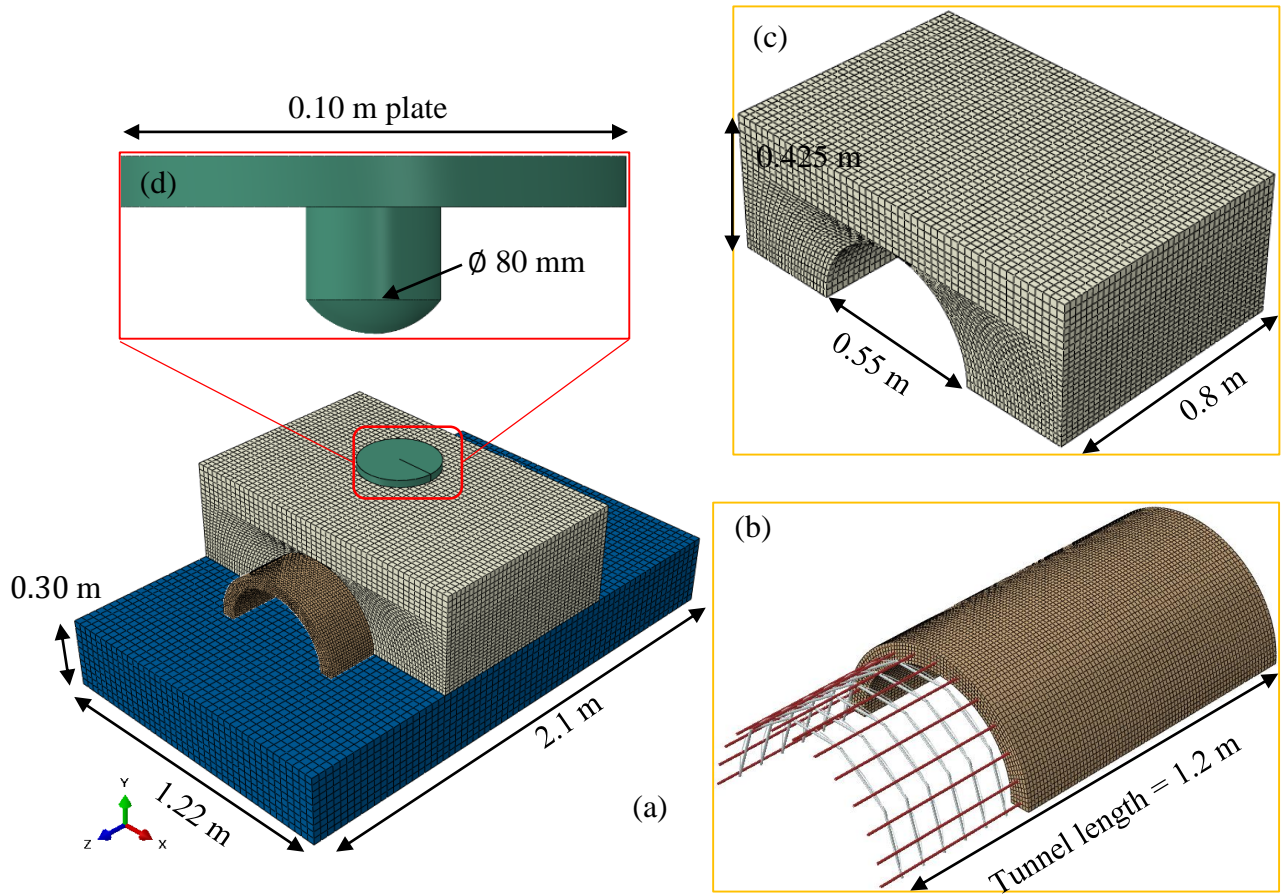 (c)
0.10 m plate
(d)
0.425 m
Ø 80 mm
0.55 m
0.8 m
(b)
0.30 m
2.1 m
1.22 m
(a)
Y
Z
X
Tunnel length = 1.2 m